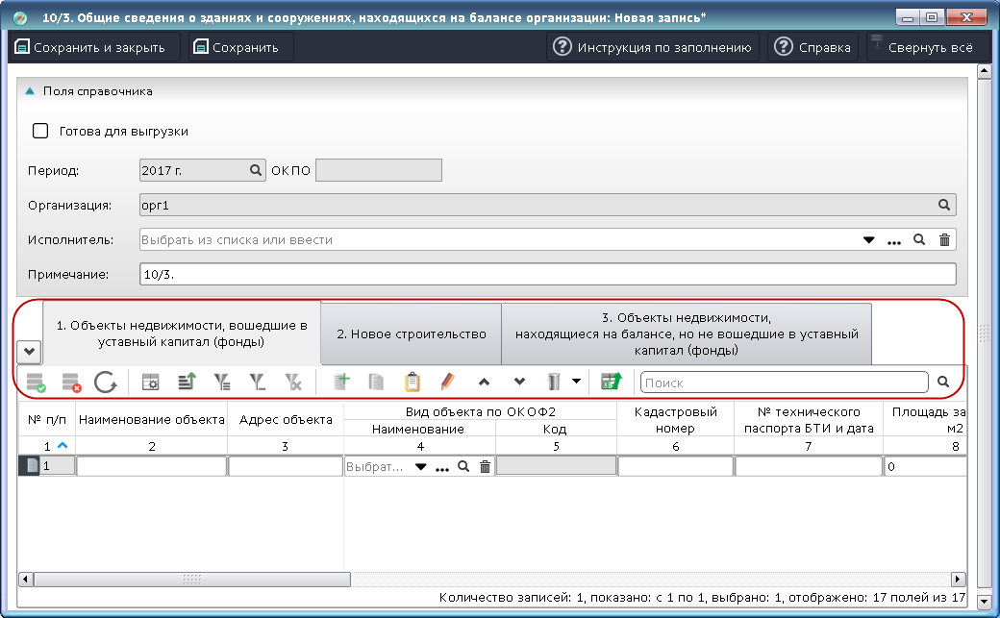 10/3. Общие сведения о зданиях и сооружениях, находящихся на балансе организации: Новая запись*
Сохранить и закрыть Сохранить Инструкция по заполнению Справка Свернуть всё
Поля справочника
Готова для выгрузки
Период: 2017 г. ОКПО
Организация: орг1
Исполнитель: Выбрать из списка или ввести
Примечание: 10/3.
1. Объекты недвижимости, вошедшие в
уставный капитал (фонды)
2. Новое строительство
3. Объекты недвижимости,
находящиеся на балансе, но не вошедшие в уставный
капитал (фонды)
Поиск
№ п/п Наименование объекта Адрес объекта Вид объекта по ОКОФ2 Кадастровый
номер № технического
паспорта БТИ и дата Площадь за
м2
Наименование Код
1 2 3 4 5 6 7 8
1 Выбрат... 0
Количество записей: 1, показано: с 1 по 1, выбрано: 1, отображено: 17 полей из 17